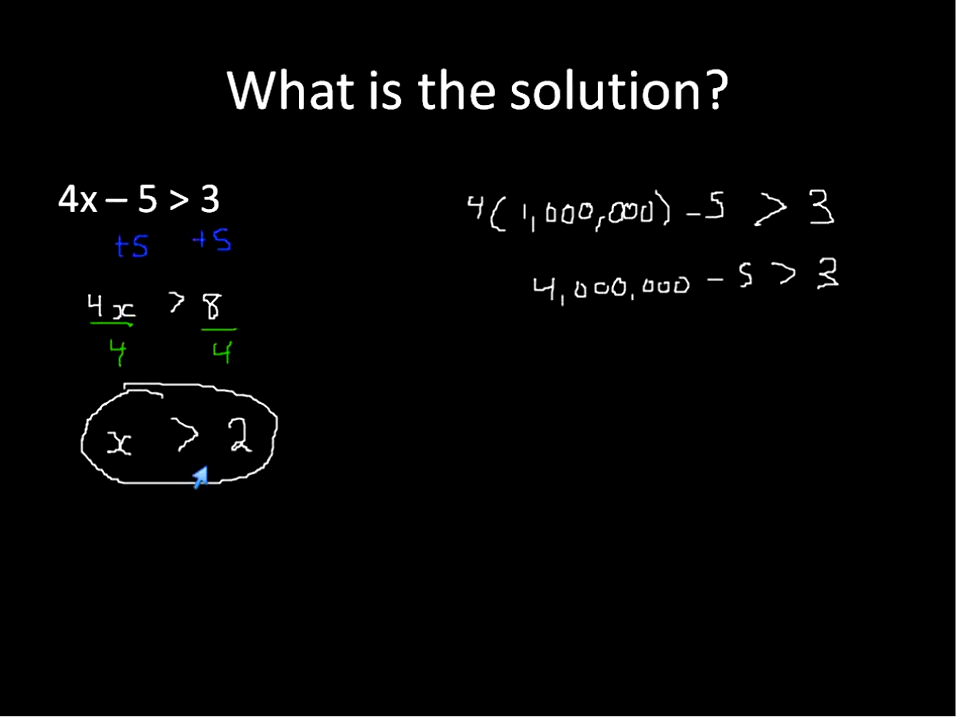 What is the solution?
4x – 5 > 3
+5 +5
4x > 8
4 4
x > 2
4(1,000,000) - 5 > 3
4,000,000 - 5 > 3